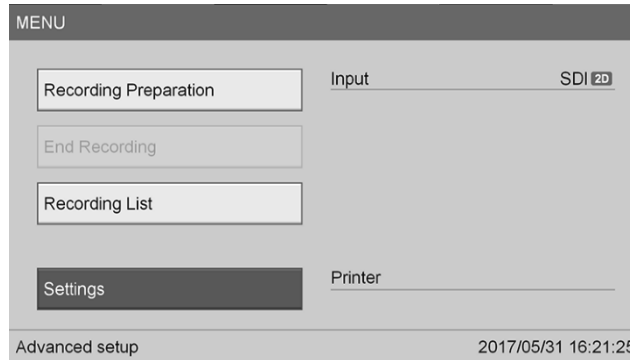 MENU
Recording Preparation
Input SDI 2D
End Recording
Recording List
Settings
Printer
Advanced setup 2017/05/31 16:21:25